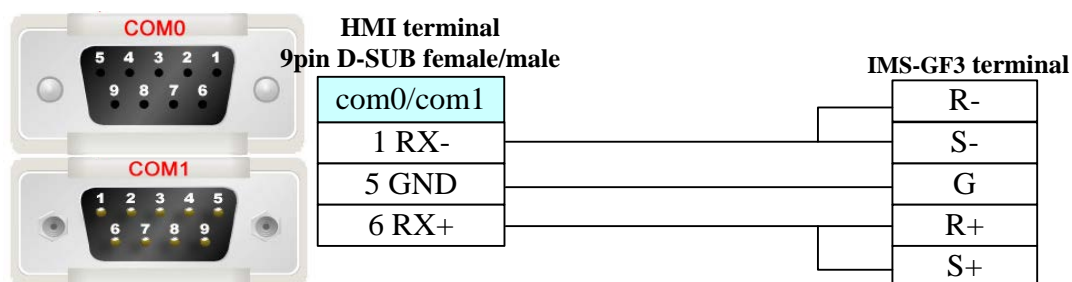 COM0
5 4 3 2 1
9 8 7 6
COM1
1 2 3 4 5
6 7 8 9
HMI terminal
9pin D-SUB female/male
com0/com1
1 RX-
5 GND
6 RX+
IMS-GF3 terminal
R-
S-
G
R+
S+